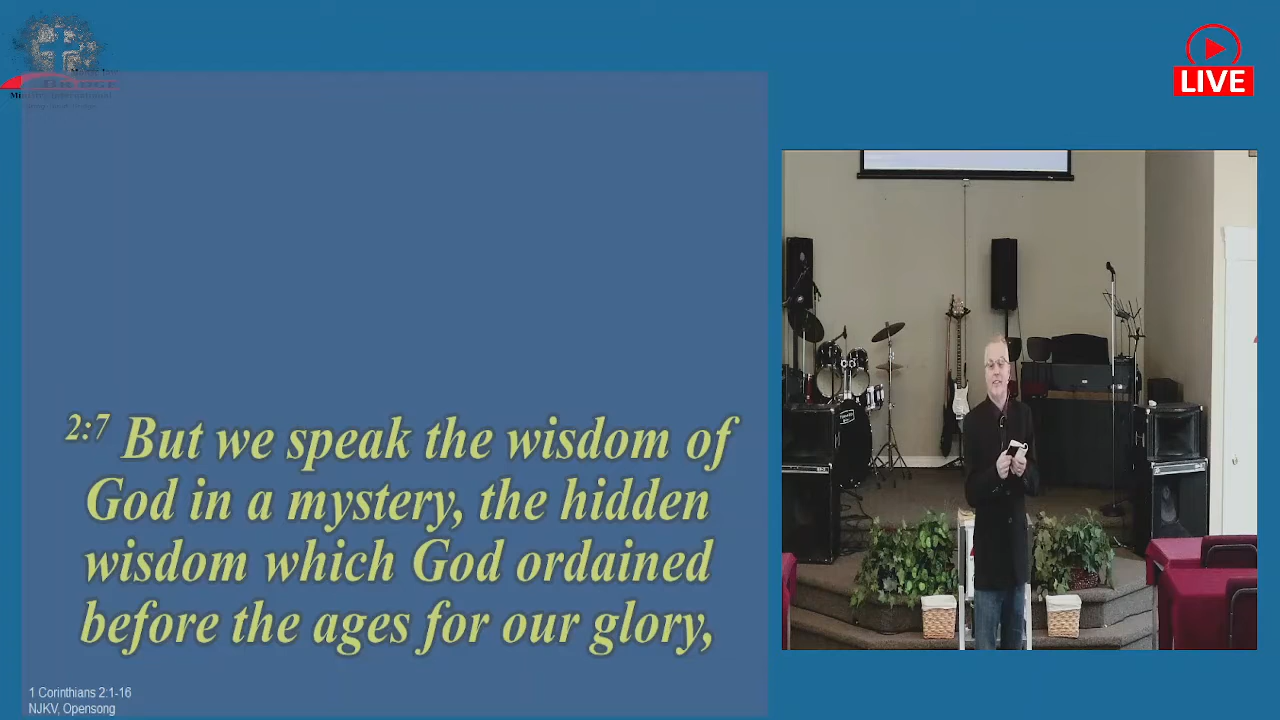 LIVE
2:7 But we speak the wisdom of
God in a mystery, the hidden
wisdom which God ordained
before the ages for our glory,
1 Corinthians 2:1-16
NJKV, Opensong